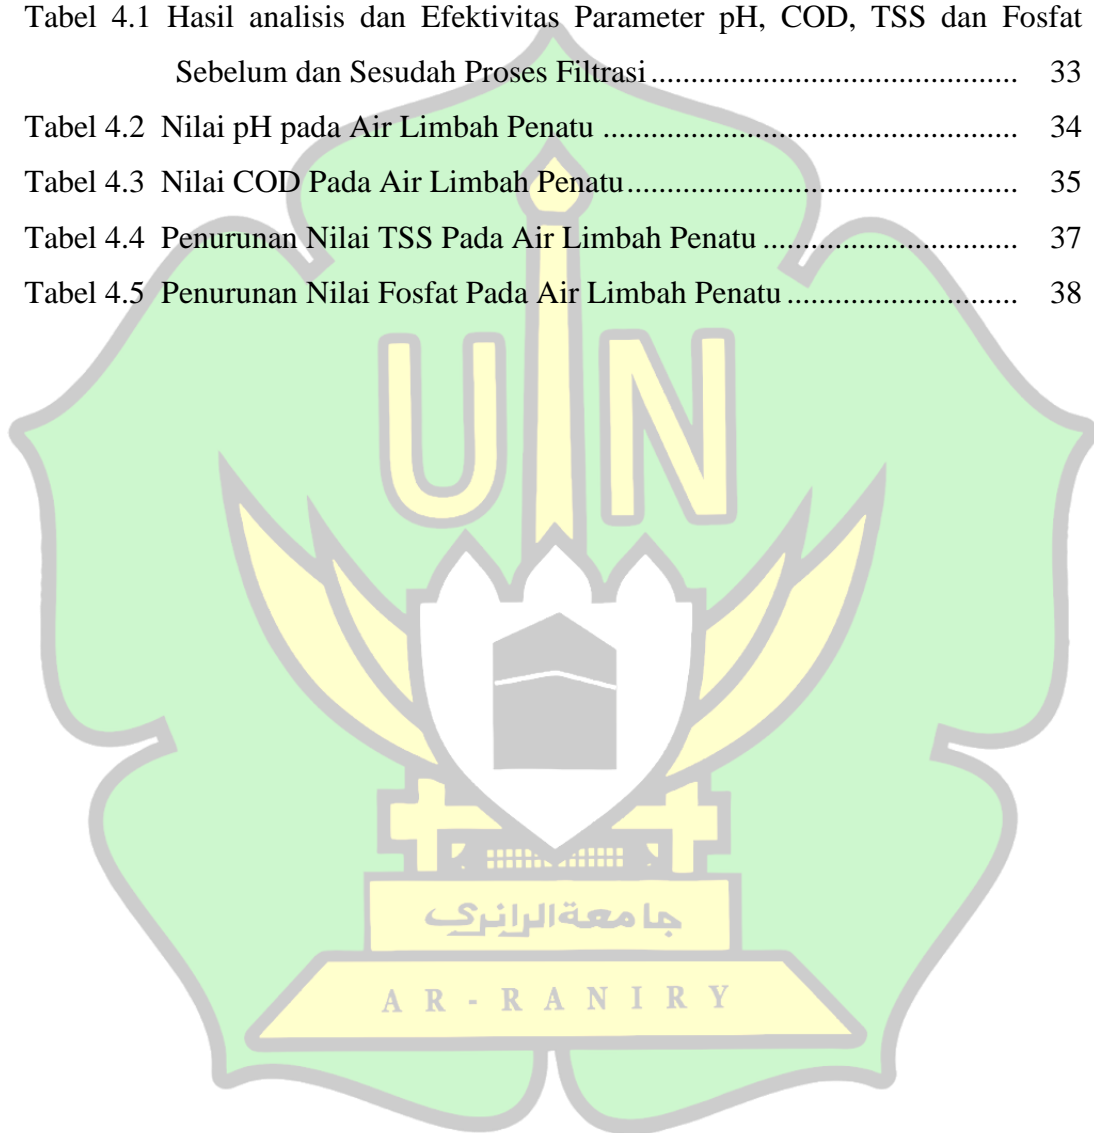 Tabel 4.1 Hasil analisis dan Efektivitas Parameter pH, COD, TSS dan Fosfat
Sebelum dan Sesudah Proses Filtrasi ............................................ 33
Tabel 4.2 Nilai pH pada Air Limbah Penatu .................................................. 34
Tabel 4.3 Nilai COD Pada Air Limbah Penatu ............................................... 35
Tabel 4.4 Penurunan Nilai TSS Pada Air Limbah Penatu .............................. 37
Tabel 4.5 Penurunan Nilai Fosfat Pada Air Limbah Penatu ........................... 38
UIN
جامعة الرانري
AR-RANIRY